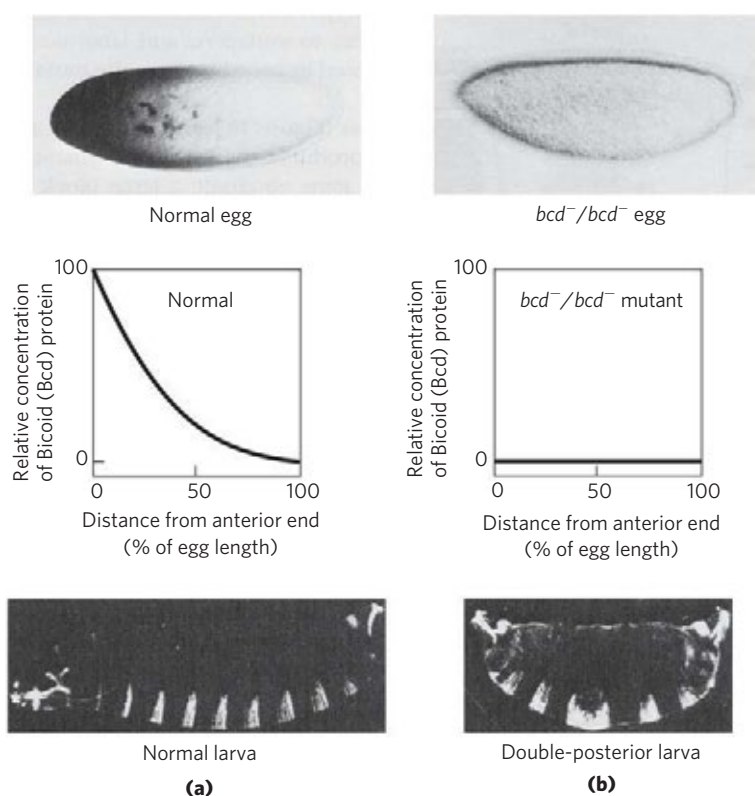 Normal egg
bcd⁻/bcd⁻ egg
Relative concentration
of Bicoid (Bcd) protein
100
0
Normal
0
50
100
Distance from anterior end
(% of egg length)
Relative concentration
of Bicoid (Bcd) protein
100
0
bcd⁻/bcd⁻ mutant
0
50
100
Distance from anterior end
(% of egg length)
Normal larva
(a)
Double-posterior larva
(b)